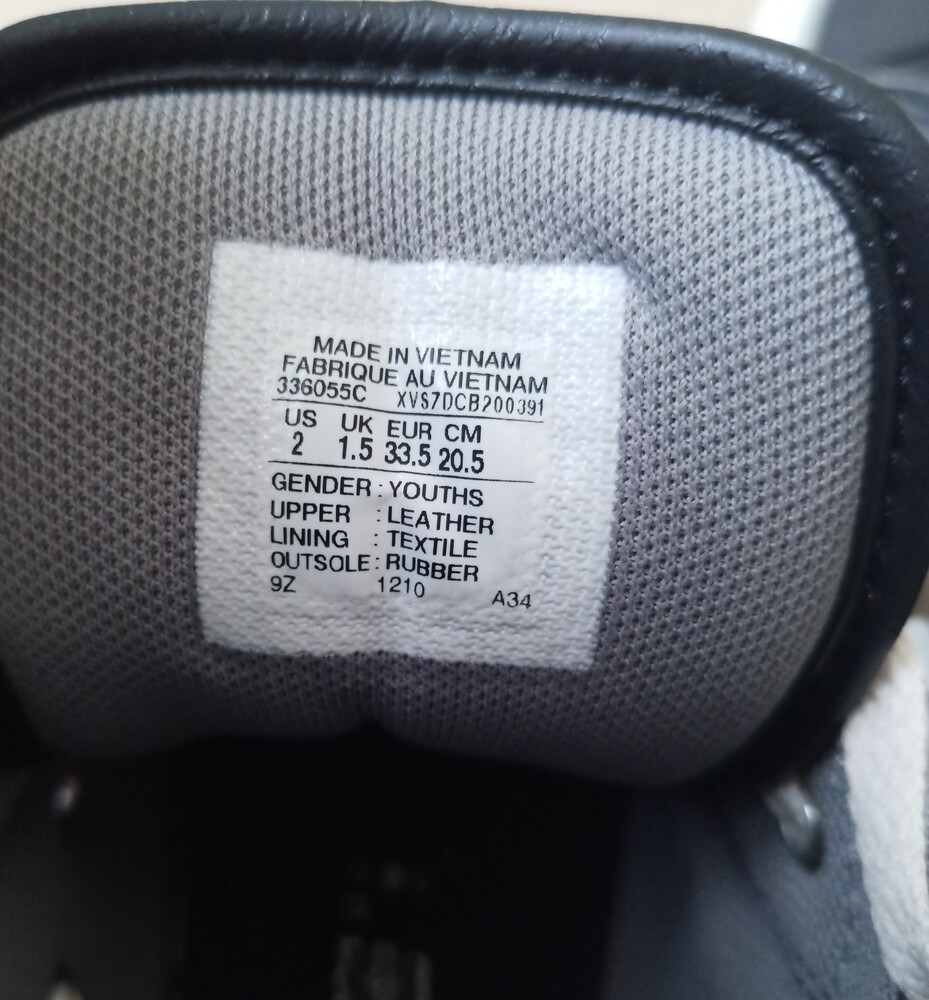 MADE IN VIETNAM
FABRIQUE AU VIETNAM
336055C XVS7DCB200391
US UK EUR CM
2 1.5 33.5 20.5
GENDER : YOUTHS
UPPER : LEATHER
LINING : TEXTILE
OUTSOLE : RUBBER
9Z 1210 A34